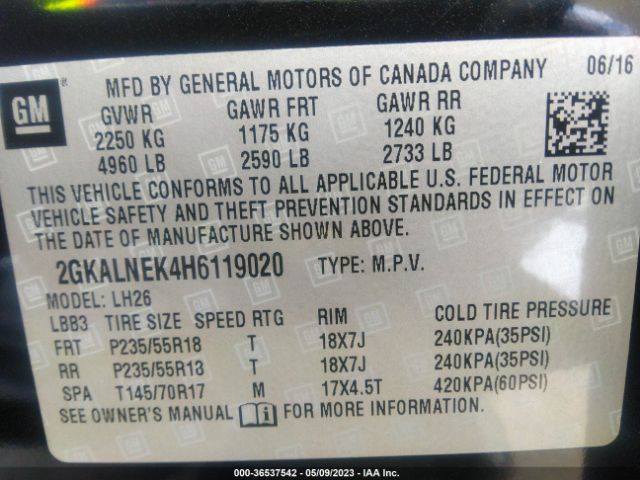 GM
MFD BY GENERAL MOTORS OF CANADA COMPANY 06/16
GVWR GAWR FRT GAWR RR
2250 KG 1175 KG 1240 KG
4960 LB 2590 LB 2733 LB
THIS VEHICLE CONFORMS TO ALL APPLICABLE U.S. FEDERAL MOTOR
VEHICLE SAFETY AND THEFT PREVENTION STANDARDS IN EFFECT ON
THE DATE OF MANUFACTURE SHOWN ABOVE.
2GKALNEK4H6119020 TYPE: M.P.V.
MODEL: LH26
LBB3 TIRE SIZE SPEED RTG RIM COLD TIRE PRESSURE
FRT P235/55R18 T 18X7J 240KPA(35PSI)
RR P235/55R13 T 18X7J 240KPA(35PSI)
SPA T145/70R17 M 17X4.5T 420KPA(60PSI)
SEE OWNER'S MANUAL FOR MORE INFORMATION.
000-36537542 - 05/09/2023 - IAA Inc.